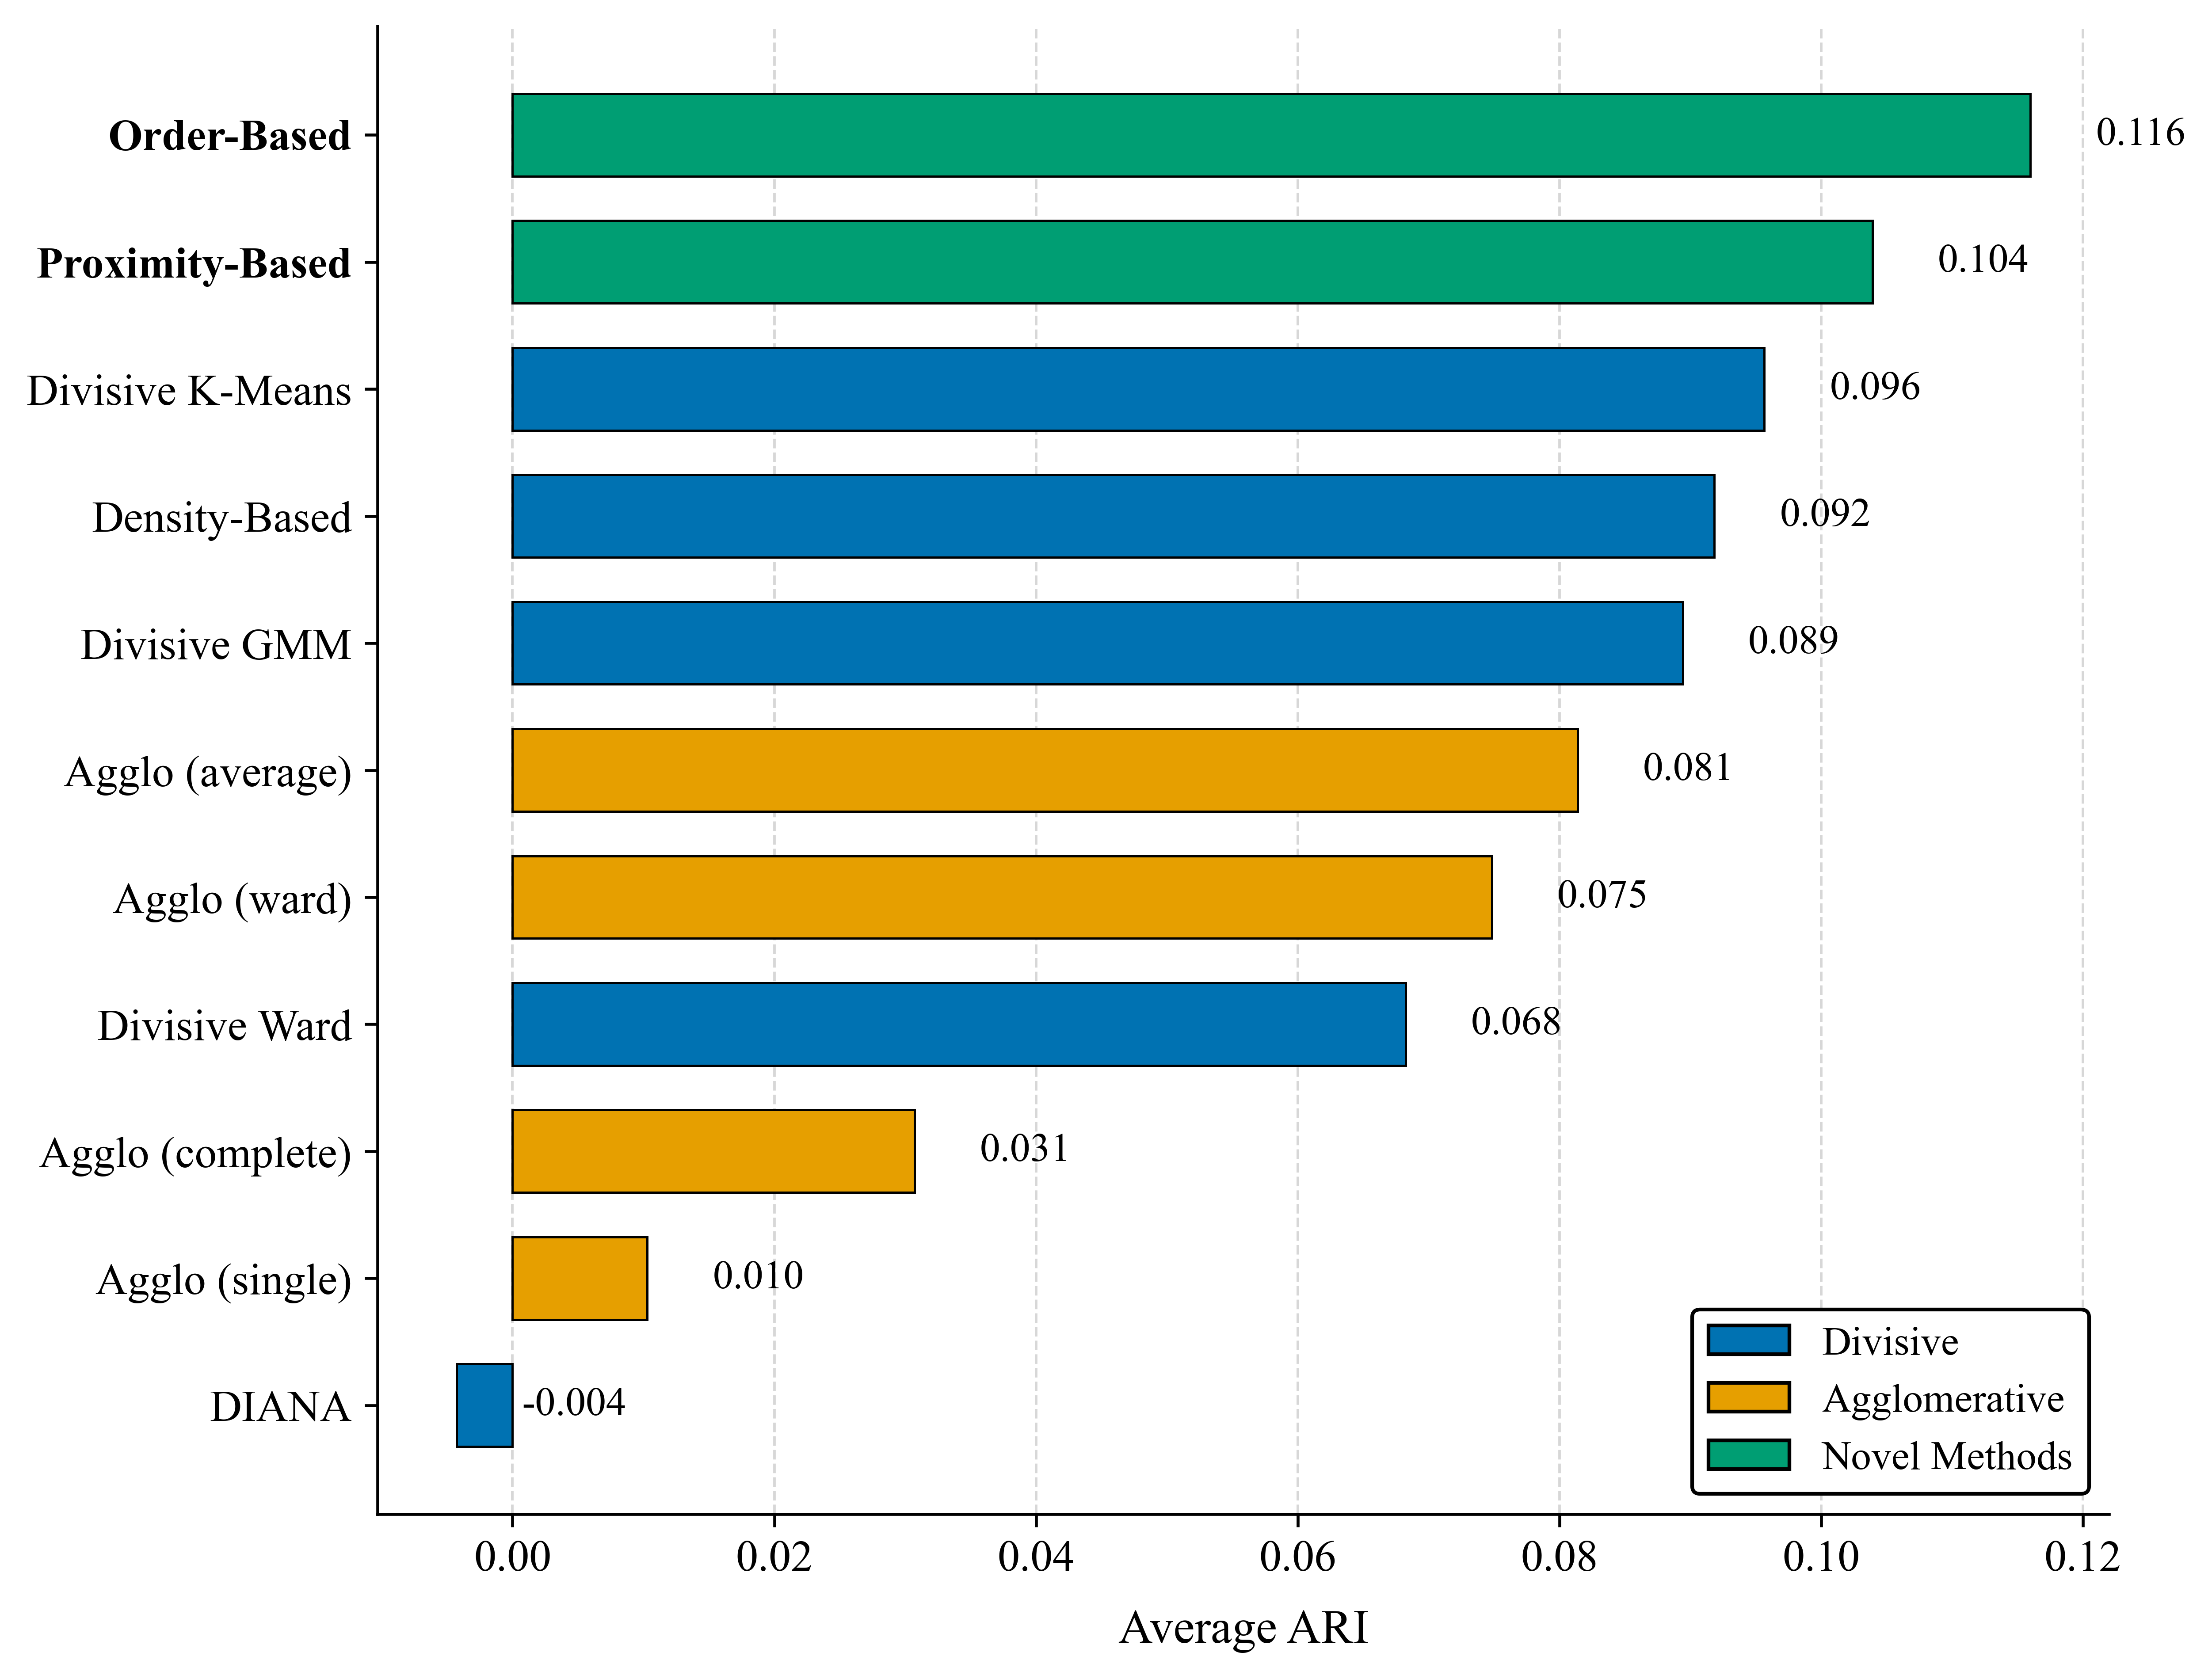 Order-Based 0.116
Proximity-Based 0.104
Divisive K-Means 0.096
Density-Based 0.092
Divisive GMM 0.089
Agglo (average) 0.081
Agglo (ward) 0.075
Divisive Ward 0.068
Agglo (complete) 0.031
Agglo (single) 0.010
DIANA -0.004
Divisive
Agglomerative
Novel Methods
0.00 0.02 0.04 0.06 0.08 0.10 0.12
Average ARI